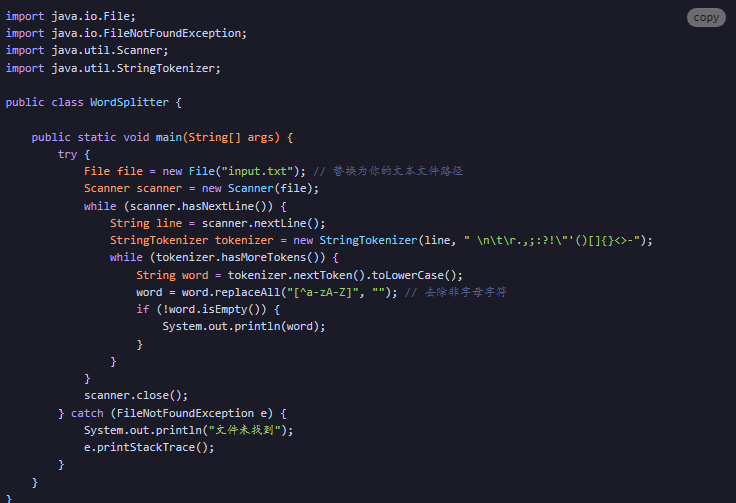 copy
import java.io.File;
import java.io.FileNotFoundException;
import java.util.Scanner;
import java.util.StringTokenizer;

public class WordSplitter {

    public static void main(String[] args) {
        try {
            File file = new File("input.txt"); // 替换为你的文本文件路径
            Scanner scanner = new Scanner(file);
            while (scanner.hasNextLine()) {
                String line = scanner.nextLine();
                StringTokenizer tokenizer = new StringTokenizer(line, " \n\t\r.,;:?!\"'()[]{}<>-");
                while (tokenizer.hasMoreTokens()) {
                    String word = tokenizer.nextToken().toLowerCase();
                    word = word.replaceAll("[^a-zA-Z]", ""); // 去除非字母字符
                    if (!word.isEmpty()) {
                        System.out.println(word);
                    }
                }
            }
            scanner.close();
        } catch (FileNotFoundException e) {
            System.out.println("文件未找到");
            e.printStackTrace();
        }
    }
}